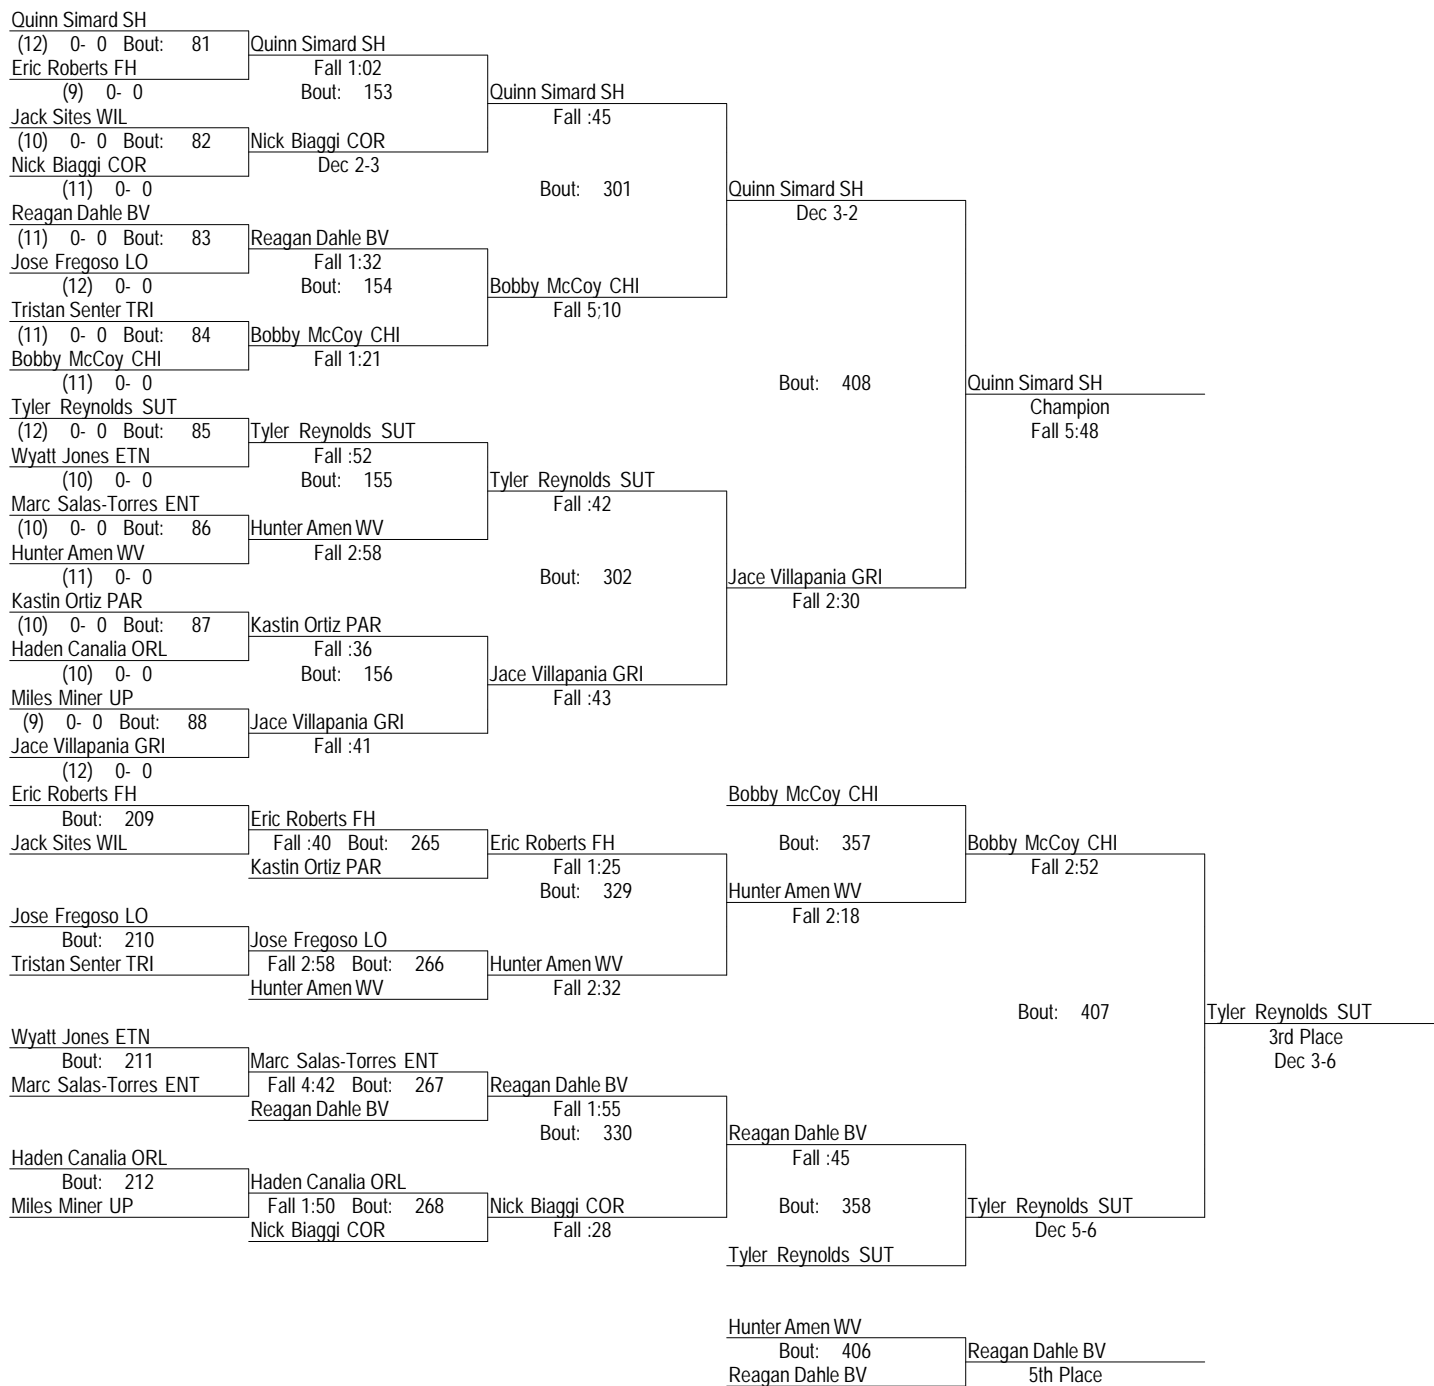 Quinn Simard SH
(12) 0- 0 Bout: 81 Quinn Simard SH
Eric Roberts FH Fall 1:02
(9) 0- 0 Bout: 153 Quinn Simard SH
Jack Sites WIL Fall :45
(10) 0- 0 Bout: 82 Nick Biaggi COR
Nick Biaggi COR Dec 2-3
(11) 0- 0 Bout: 301 Quinn Simard SH
Reagan Dahle BV Dec 3-2
(11) 0- 0 Bout: 83 Reagan Dahle BV
Jose Fregoso LO Fall 1:32
(12) 0- 0 Bout: 154 Bobby McCoy CHI
Tristan Senter TRI Fall 5;10
(11) 0- 0 Bout: 84 Bobby McCoy CHI
Bobby McCoy CHI Fall 1:21
(11) 0- 0 Bout: 408 Quinn Simard SH
Tyler Reynolds SUT Champion
(12) 0- 0 Bout: 85 Tyler Reynolds SUT Fall 5:48
Wyatt Jones ETN Fall :52
(10) 0- 0 Bout: 155 Tyler Reynolds SUT
Marc Salas-Torres ENT Fall :42
(10) 0- 0 Bout: 86 Hunter Amen WV
Hunter Amen WV Fall 2:58
(11) 0- 0 Bout: 302 Jace Villapania GRI
Kastin Ortiz PAR Fall 2:30
(10) 0- 0 Bout: 87 Kastin Ortiz PAR
Haden Canalia ORL Fall :36
(10) 0- 0 Bout: 156 Jace Villapania GRI
Miles Miner UP Fall :43
(9) 0- 0 Bout: 88 Jace Villapania GRI
Jace Villapania GRI Fall :41
(12) 0- 0
Eric Roberts FH Bobby McCoy CHI
Bout: 209 Eric Roberts FH
Jack Sites WIL Fall :40 Bout: 265 Eric Roberts FH Bout: 357 Bobby McCoy CHI
Kastin Ortiz PAR Fall 1:25 Fall 2:52
Bout: 329 Hunter Amen WV
Jose Fregoso LO Fall 2:18
Bout: 210 Jose Fregoso LO
Tristan Senter TRI Fall 2:58 Bout: 266 Hunter Amen WV
Hunter Amen WV Fall 2:32
Bout: 407 Tyler Reynolds SUT
Wyatt Jones ETN 3rd Place
Bout: 211 Marc Salas-Torres ENT Dec 3-6
Marc Salas-Torres ENT Fall 4:42 Bout: 267 Reagan Dahle BV
Reagan Dahle BV Fall 1:55
Bout: 330 Reagan Dahle BV
Haden Canalia ORL Fall :45
Bout: 212 Haden Canalia ORL
Miles Miner UP Fall 1:50 Bout: 268 Nick Biaggi COR Bout: 358 Tyler Reynolds SUT
Nick Biaggi COR Fall :28 Dec 5-6
Tyler Reynolds SUT
Hunter Amen WV
Bout: 406 Reagan Dahle BV
Reagan Dahle BV 5th Place